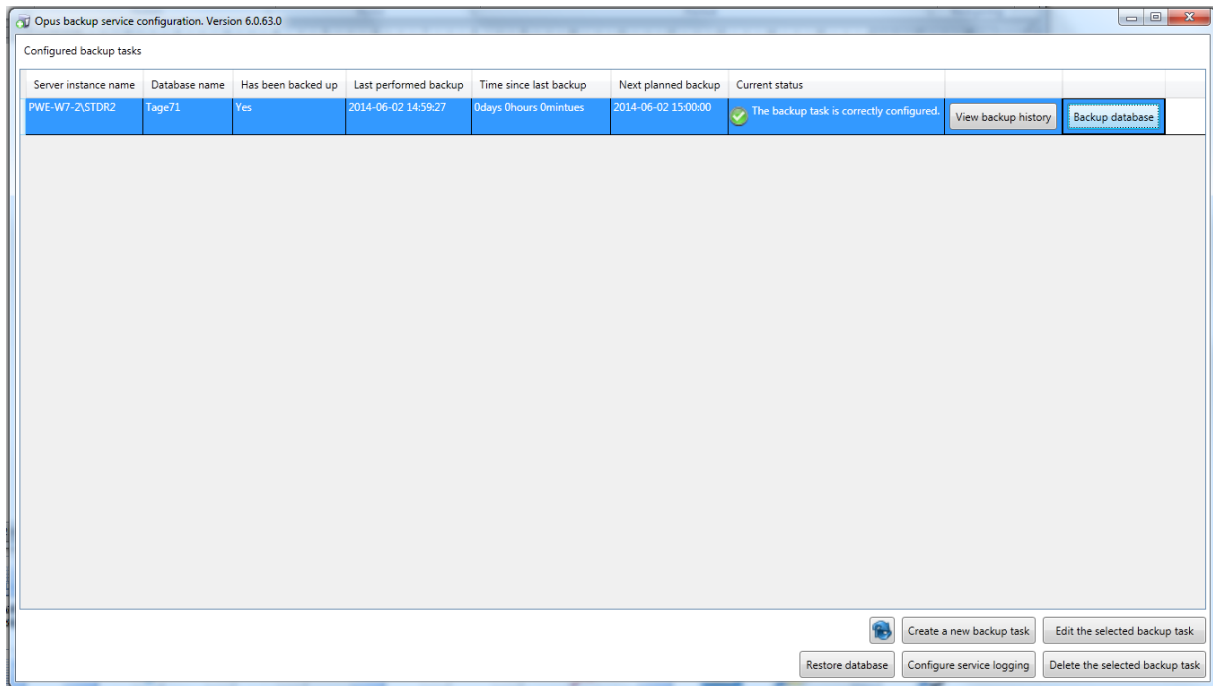 Opus backup service configuration. Version 6.0.63.0
Configured backup tasks
Server instance name Database name Has been backed up Last performed backup Time since last backup Next planned backup Current status
PWE-W7-2\STDR2 Tage71 Yes 2014-06-02 14:59:27 0days 0hours 0mintues 2014-06-02 15:00:00 The backup task is correctly configured. View backup history Backup database
Create a new backup task Edit the selected backup task
Restore database Configure service logging Delete the selected backup task